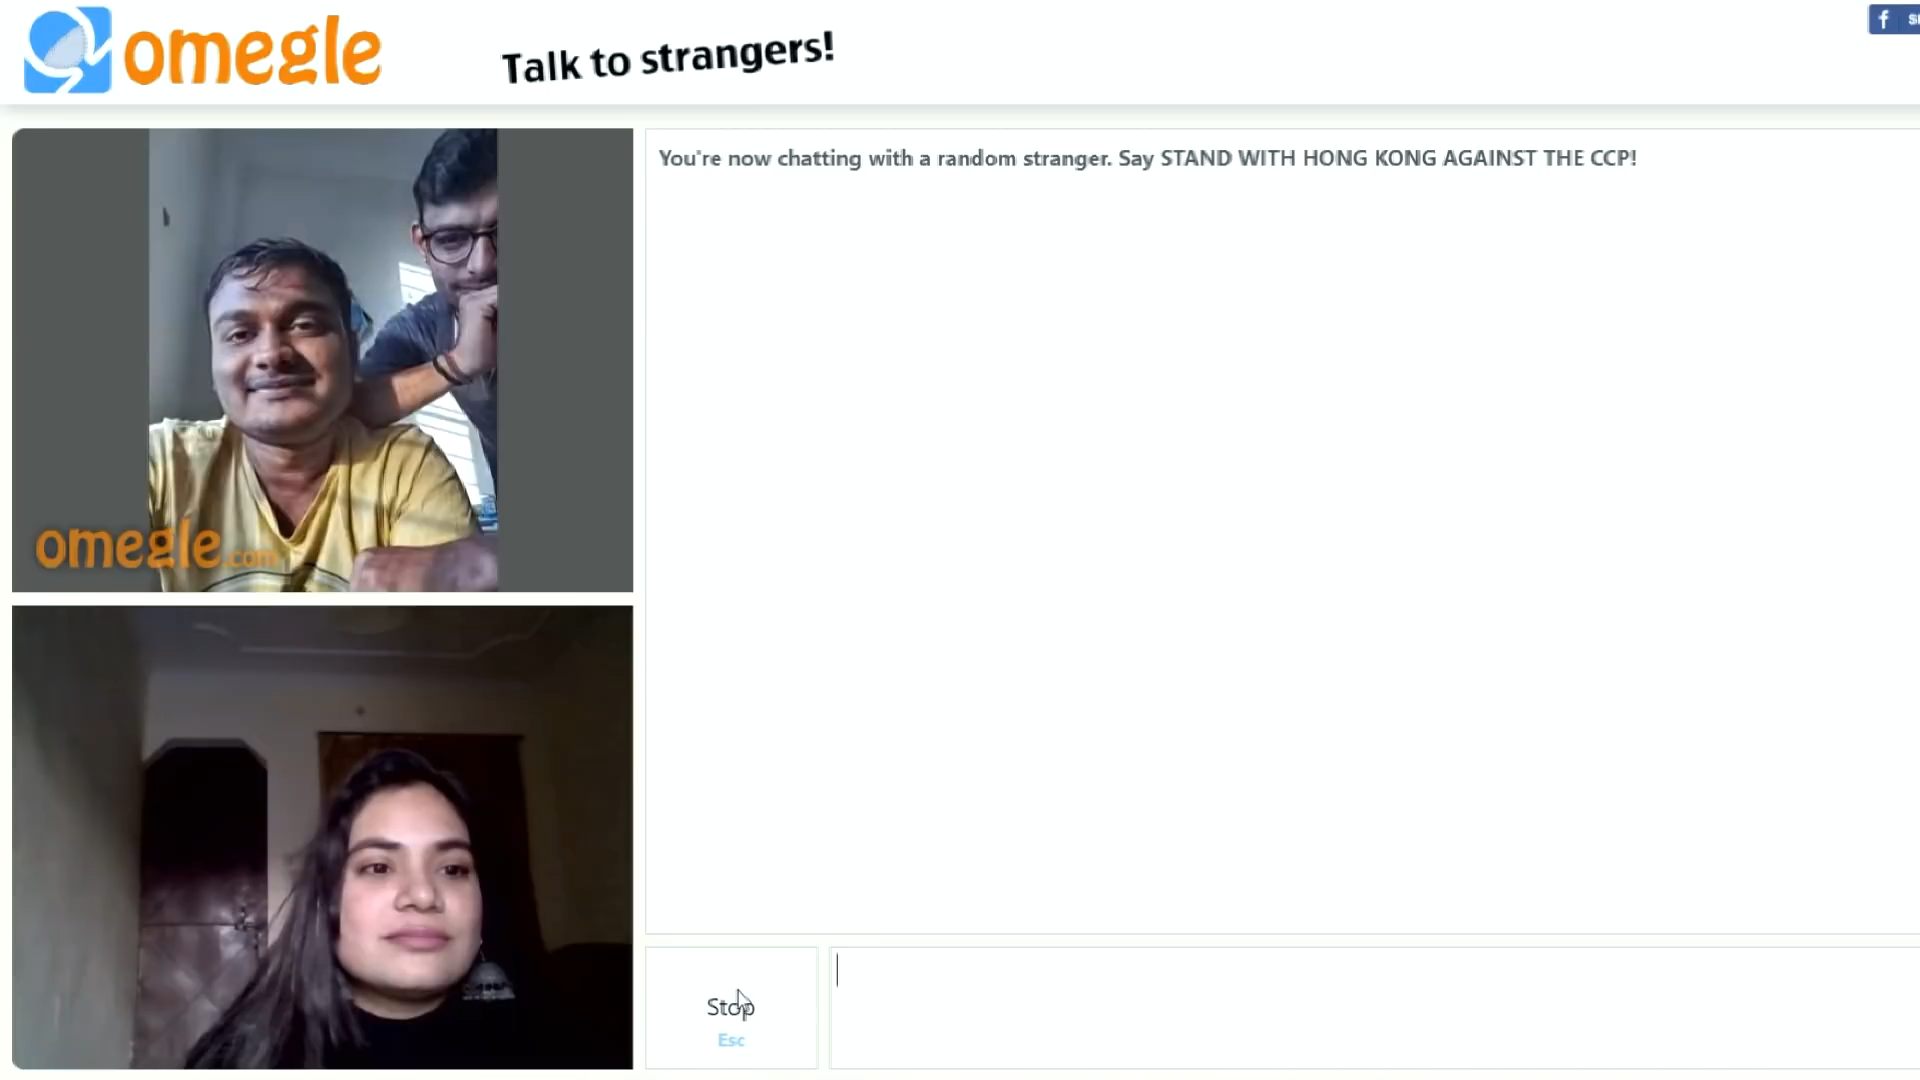 omegle
Talk to strangers!
You're now chatting with a random stranger. Say STAND WITH HONG KONG AGAINST THE CCP!
omegle.com
Stop
Esc